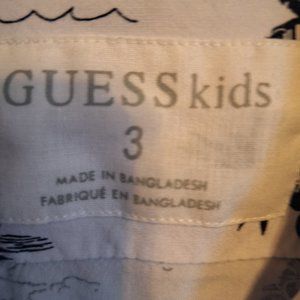 GUESS kids
3
MADE IN BANGLADESH
FABRIQUÉ EN BANGLADESH